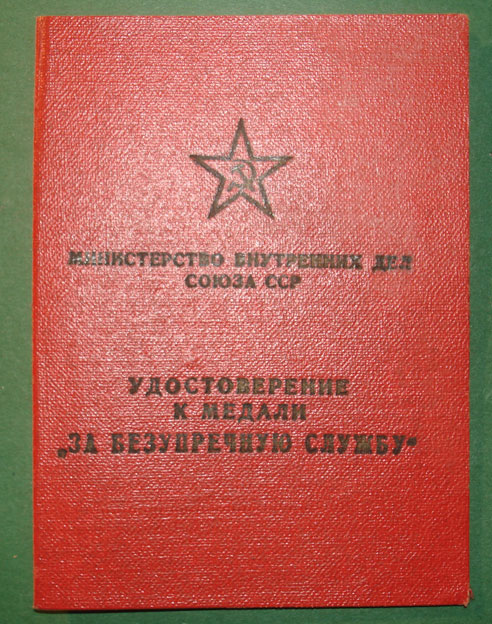 МИНИСТЕРСТВО ВНУТРЕННИХ ДЕЛ
СОЮЗА ССР
УДОСТОВЕРЕНИЕ
К МЕДАЛИ
„ЗА БЕЗУПРЕЧНУЮ СЛУЖБУ“